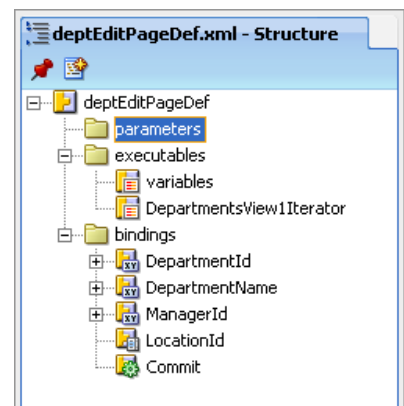 deptEditPageDef.xml - Structure
deptEditPageDef
parameters
executables
variables
DepartmentsView1Iterator
bindings
DepartmentId
DepartmentName
ManagerId
LocationId
Commit